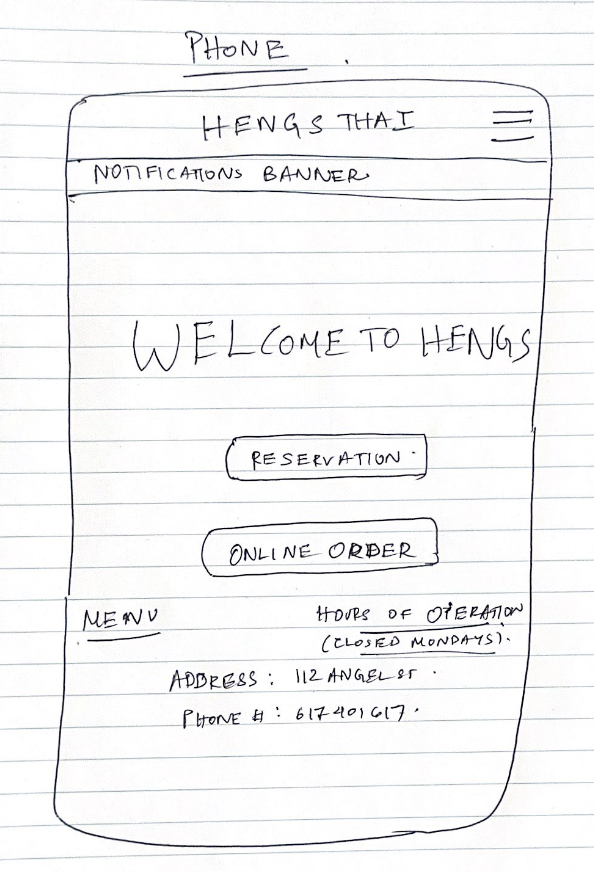 PHONE
HENGS THAI
NOTIFICATIONS BANNER
WELCOME TO HENGS
RESERVATION
ONLINE ORDER
MENU
HOURS OF OPERATION
(CLOSED MONDAYS).
ADDRESS: 112 ANGEL ST.
PHONE #: 617401617.